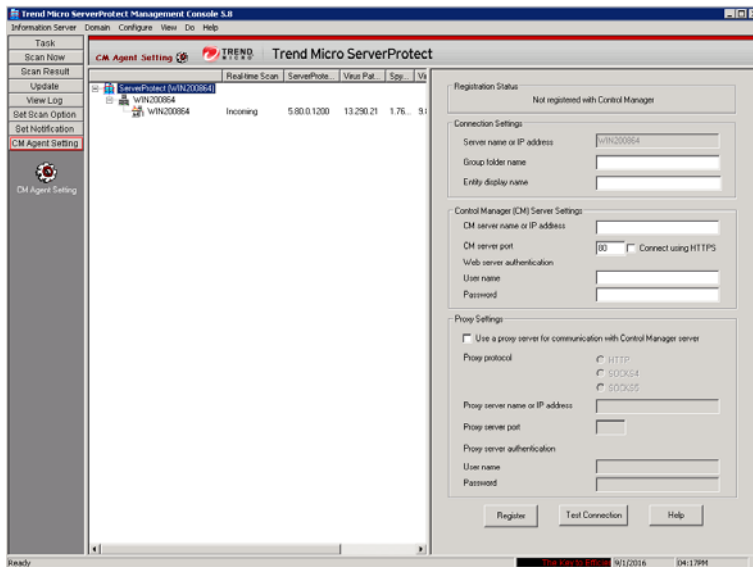 Trend Micro ServerProtect Management Console 5.8
Information Server Domain Configure View Do Help
Task
Scan Now
Scan Result
Update
View Log
Set Scan Option
Set Notification
CM Agent Setting
CM Agent Setting
CM Agent Setting
TREND MICRO
Trend Micro ServerProtect
Real-time Scan ServerProte... Virus Pat... Spy... Vi
ServerProtect (WIN200864)
WIN200864
WIN200864 Incoming 5.80.0.1200 13.290.21 1.76...
Registration Status
Not registered with Control Manager
Connection Settings
Server name or IP address WIN200864
Group folder name
Entity display name
Control Manager (CM) Server Settings
CM server name or IP address
CM server port 80 Connect using HTTPS
Web server authentication
User name
Password
Proxy Settings
Use a proxy server for communication with Control Manager server
Proxy protocol HTTP
SOCKS4
SOCKS5
Proxy server name or IP address
Proxy server port
Proxy server authentication
User name
Password
Register Test Connection Help
Ready The Key to 9/1/2016 04:17PM